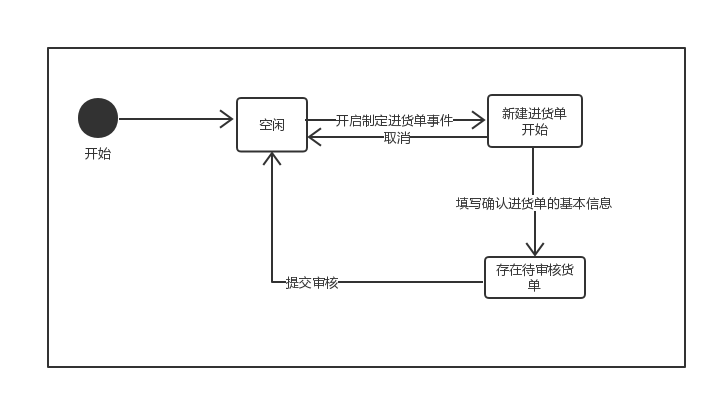 开始
空闲
开启制定进货单事件
取消
新建进货单
开始
填写确认进货单的基本信息
存在待审核货
单
提交审核